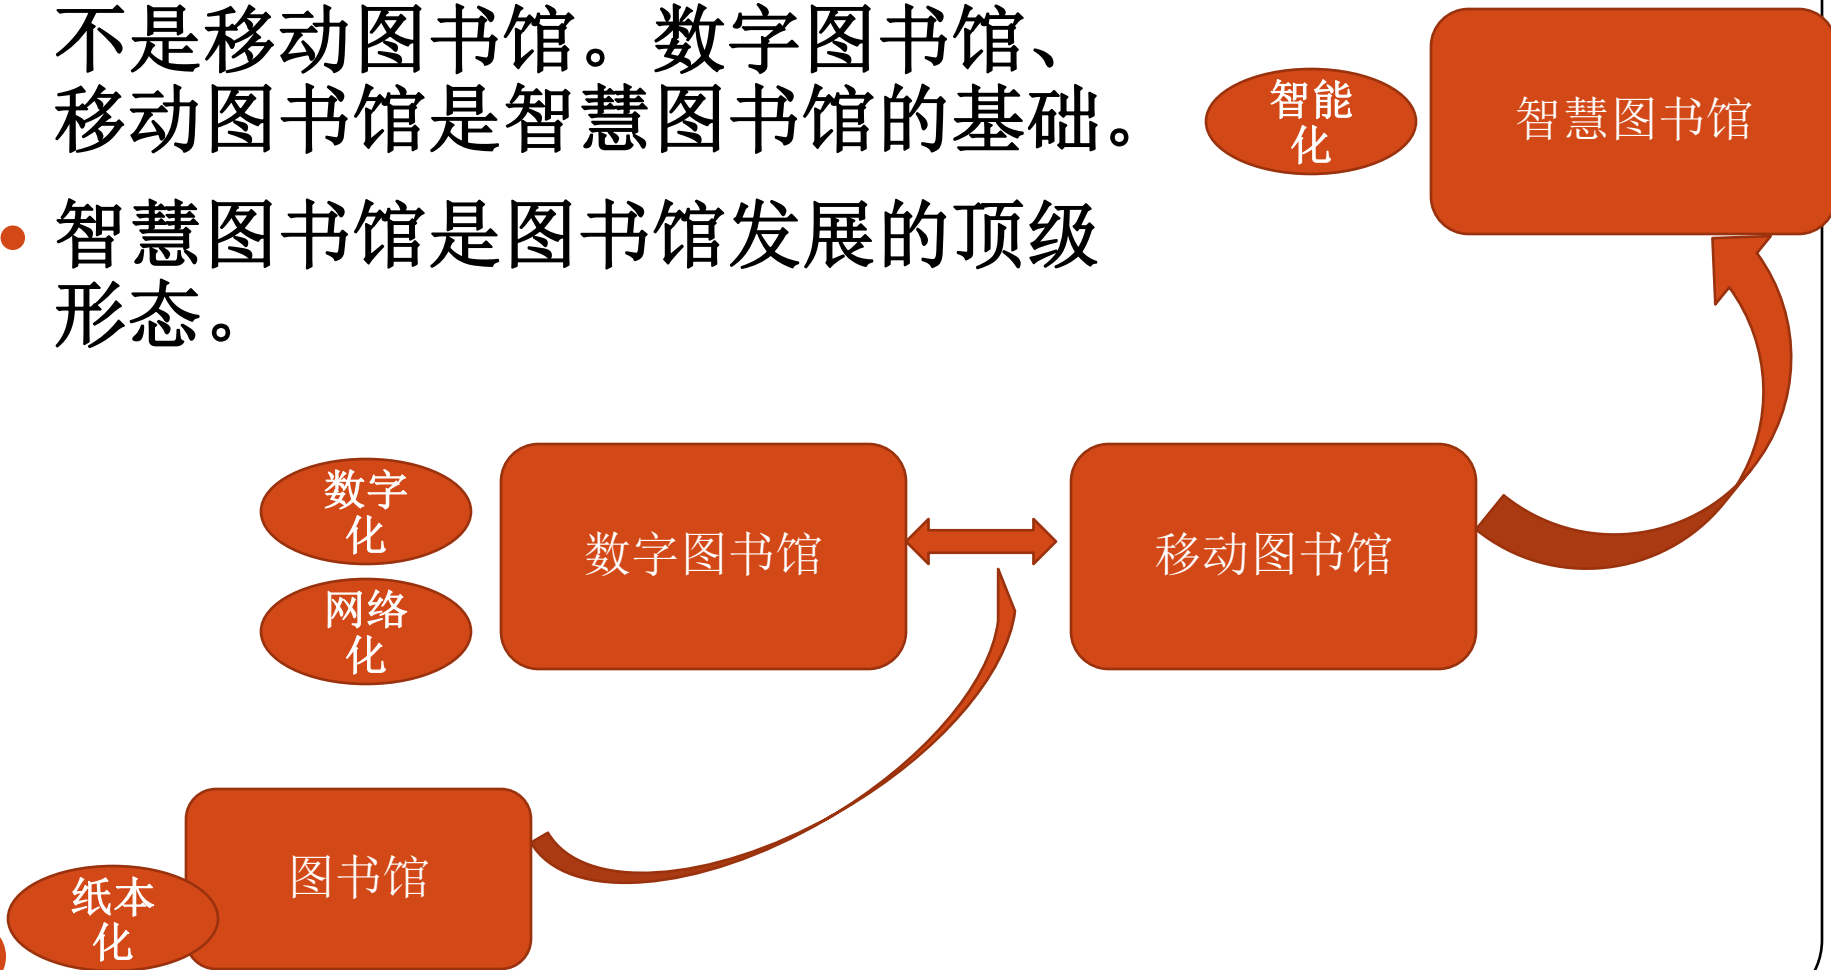 不是移动图书馆。数字图书馆、
移动图书馆是智慧图书馆的基础。
智慧图书馆是图书馆发展的顶级
形态。
智能
化
智慧图书馆
数字
化
网络
化
数字图书馆
移动图书馆
图书馆
纸本
化